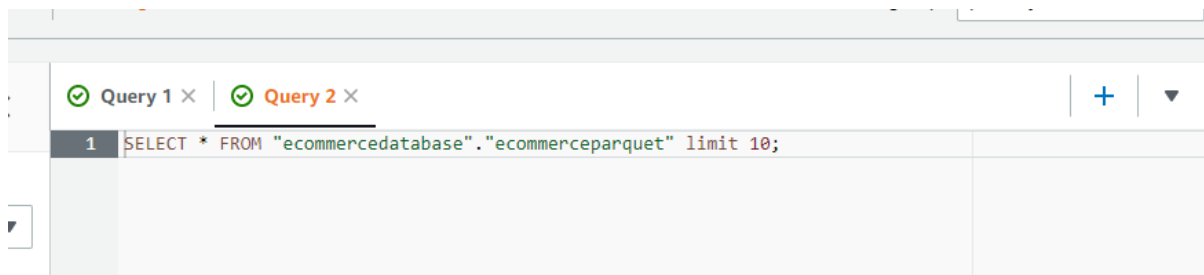 Query 1
Query 2
1 SELECT * FROM "ecommercedatabase"."ecommerceparquet" limit 10;